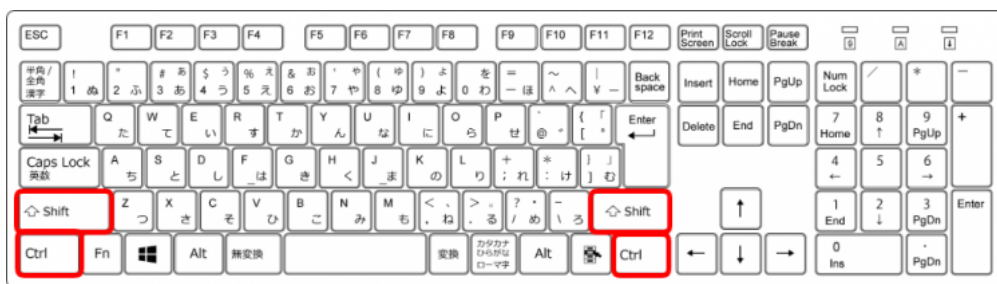 ESC F1 F2 F3 F4 F5 F6 F7 F8 F9 F10 F11 F12 Print Screen Scroll Lock Pause Break 9 A ↓
半角/ 全角 漢字 ! 1 ぬ " 2 ふ # ぁ 3 あ $ ぅ 4 う % ぇ 5 え & ぉ 6 お ' ゃ 7 や ( ゅ 8 ゆ ) ょ 9 よ を 0 わ = － ほ ～ ^ へ | ￥ － Back space Insert Home PgUp Num Lock / * －
Tab Q た W て E い R す T か Y ん U な I に O ら P せ ` @ ゛ { 「 [ ゜ Enter Delete End PgDn 7 Home 8 ↑ 9 PgUp +
Caps Lock 英数 A ち S と D し F _は G き H く J _ま K の L り + ; れ * : け } 」 ] む 4 ← 5 6 →
Shift Z つ X さ C そ V ひ B こ N み M も < 、 , ね > 。 . る ? ・ / め \ ろ Shift ↑ 1 End 2 ↓ 3 PgDn Enter
Ctrl Fn Alt 無変換 変換 カタカナ ひらがな ローマ字 Alt Ctrl ← ↓ → 0 Ins . PgDn